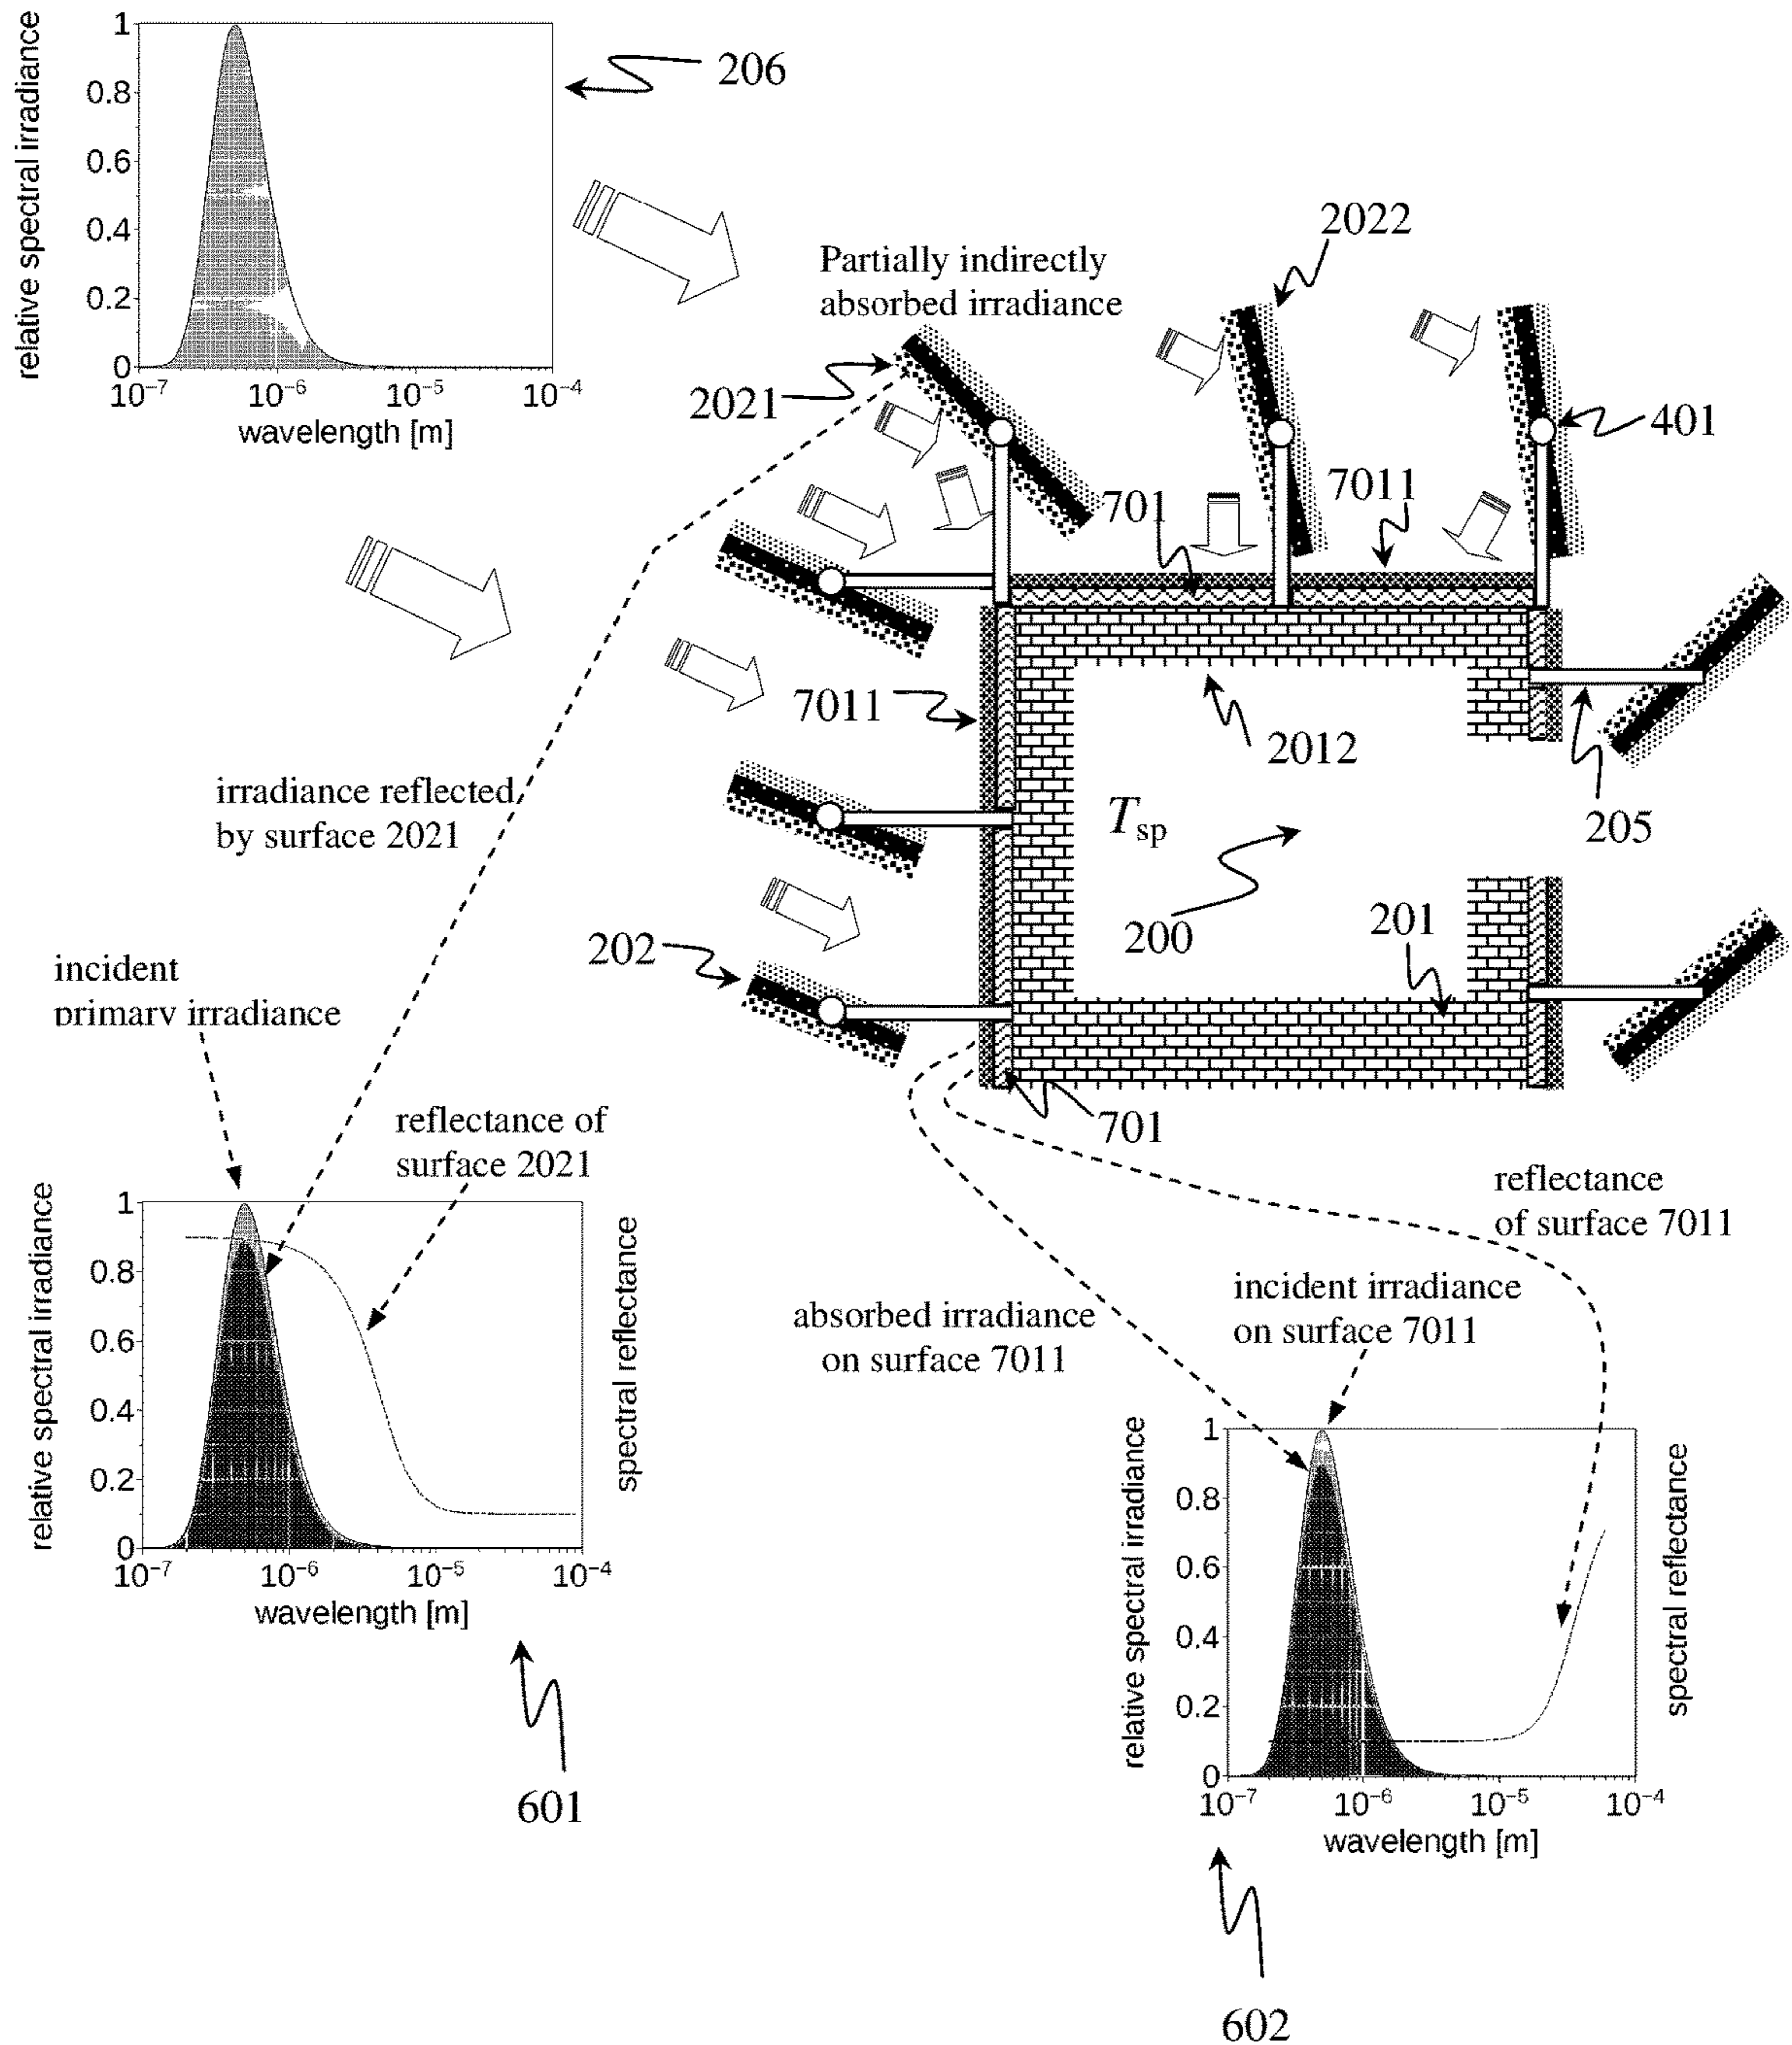 relative spectral irradiance
1
0.8
0.6
0.4
0.2
0
10⁻⁷ 10⁻⁶ 10⁻⁵ 10⁻⁴
wavelength [m]
206
2022
Partially indirectly
absorbed irradiance
2021
401
701
7011
7011
2012
205
T_sp
200
201
202
701
irradiance reflected
by surface 2021
incident
primary irradiance
reflectance of
surface 2021
relative spectral irradiance
1
0.8
0.6
0.4
0.2
0
10⁻⁷ 10⁻⁶ 10⁻⁵ 10⁻⁴
wavelength [m]
spectral reflectance
601
reflectance
of surface 7011
incident irradiance
on surface 7011
absorbed irradiance
on surface 7011
relative spectral irradiance
1
0.8
0.6
0.4
0.2
0
10⁻⁷ 10⁻⁶ 10⁻⁵ 10⁻⁴
wavelength [m]
spectral reflectance
602